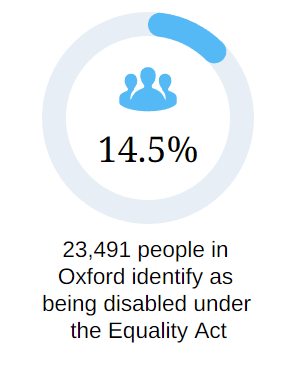 14.5%
23,491 people in
Oxford identify as
being disabled under
the Equality Act